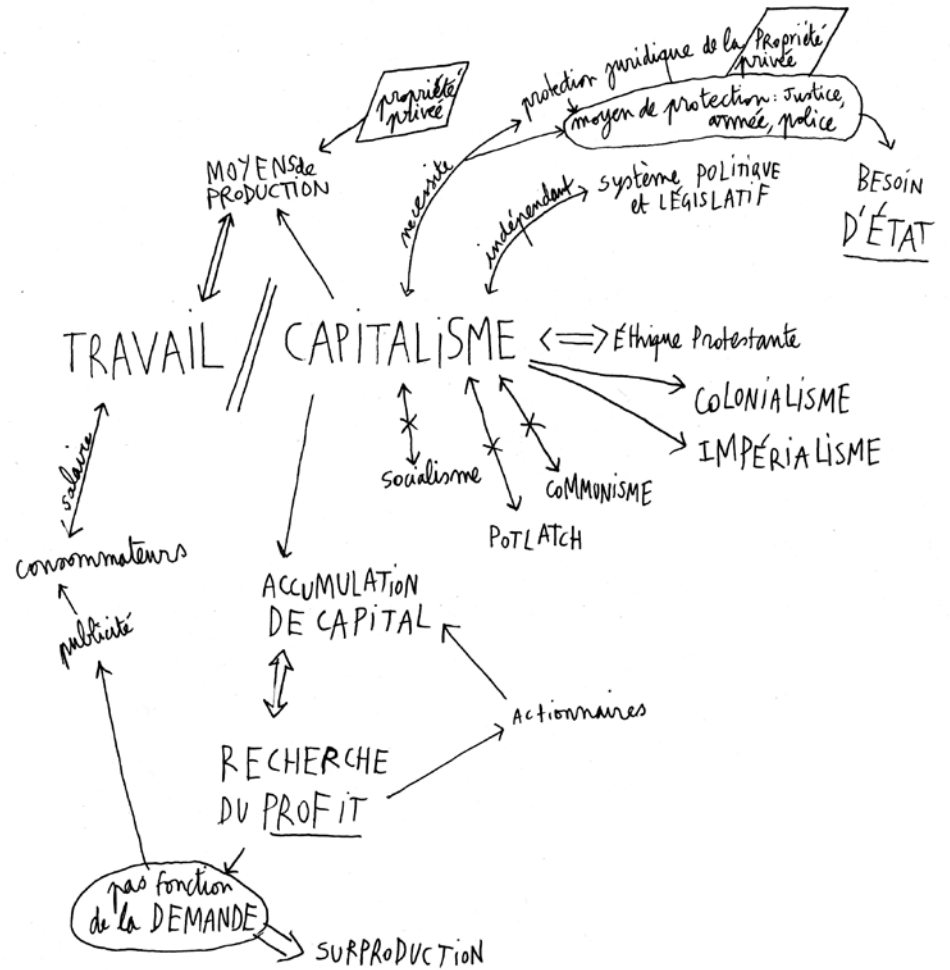 protection juridique de la Propriété
privée
propriété
privée
moyen de protection : Justice,
armée, police
MOYENS de
PRODUCTION
nécessite
indépendant
système POLITIQUE
et LÉGISLATIF
BESOIN
D'ÉTAT
TRAVAIL // CAPITALISME
Éthique Protestante
COLONIALISME
IMPÉRIALISME
salaire
socialisme
COMMUNISME
POTLATCH
consommateurs
ACCUMULATION
DE CAPITAL
publicité
Actionnaires
RECHERCHE
DU PROFIT
pas fonction
de la DEMANDE
SURPRODUCTION